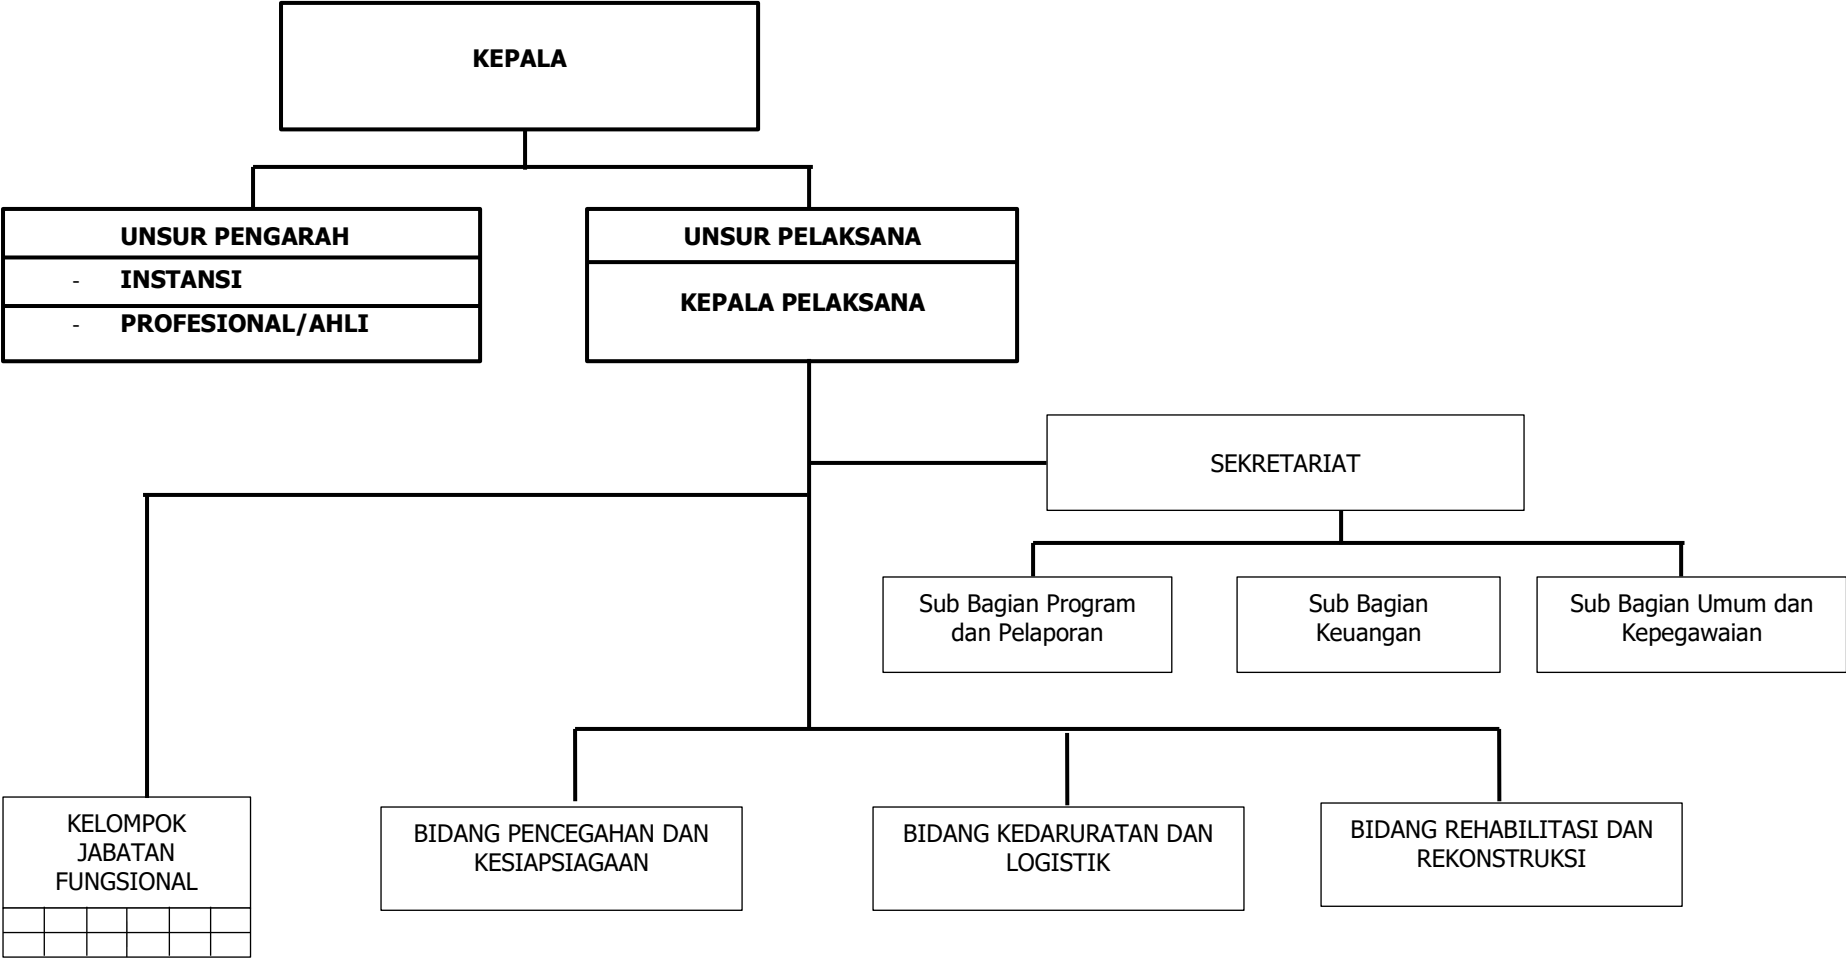 KEPALA
UNSUR PENGARAH
- INSTANSI
- PROFESIONAL/AHLI
UNSUR PELAKSANA
KEPALA PELAKSANA
SEKRETARIAT
Sub Bagian Program
dan Pelaporan
Sub Bagian
Keuangan
Sub Bagian Umum dan
Kepegawaian
KELOMPOK
JABATAN
FUNGSIONAL
BIDANG PENCEGAHAN DAN
KESIAPSIAGAAN
BIDANG KEDARURATAN DAN
LOGISTIK
BIDANG REHABILITASI DAN
REKONSTRUKSI